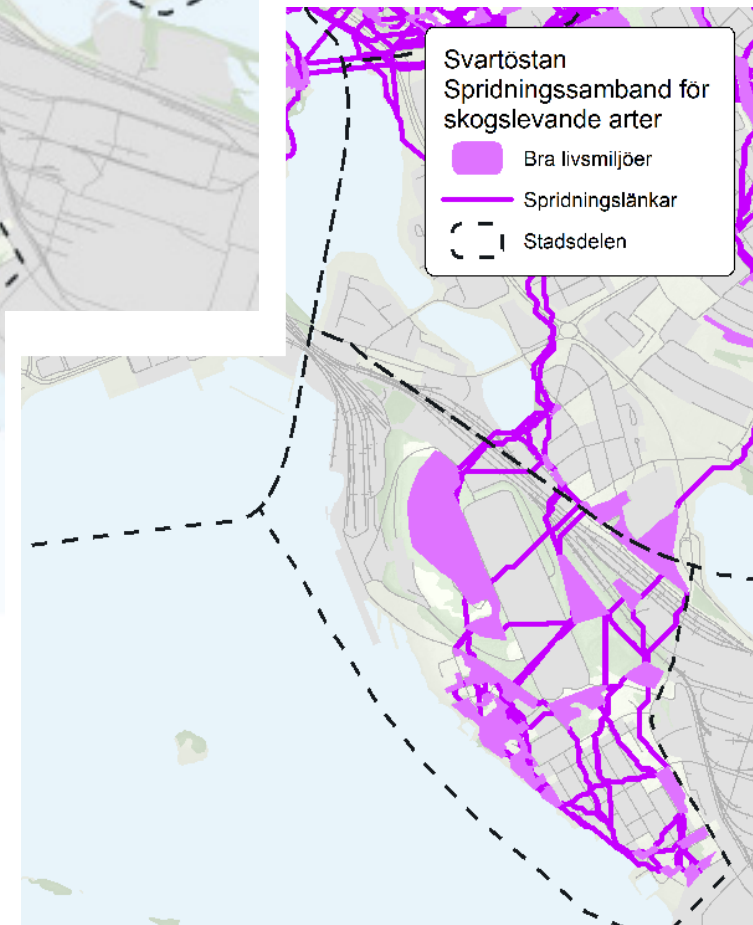 Svartöstan
Spridningssamband för
skogslevande arter
Bra livsmiljöer
Spridningslänkar
Stadsdelen